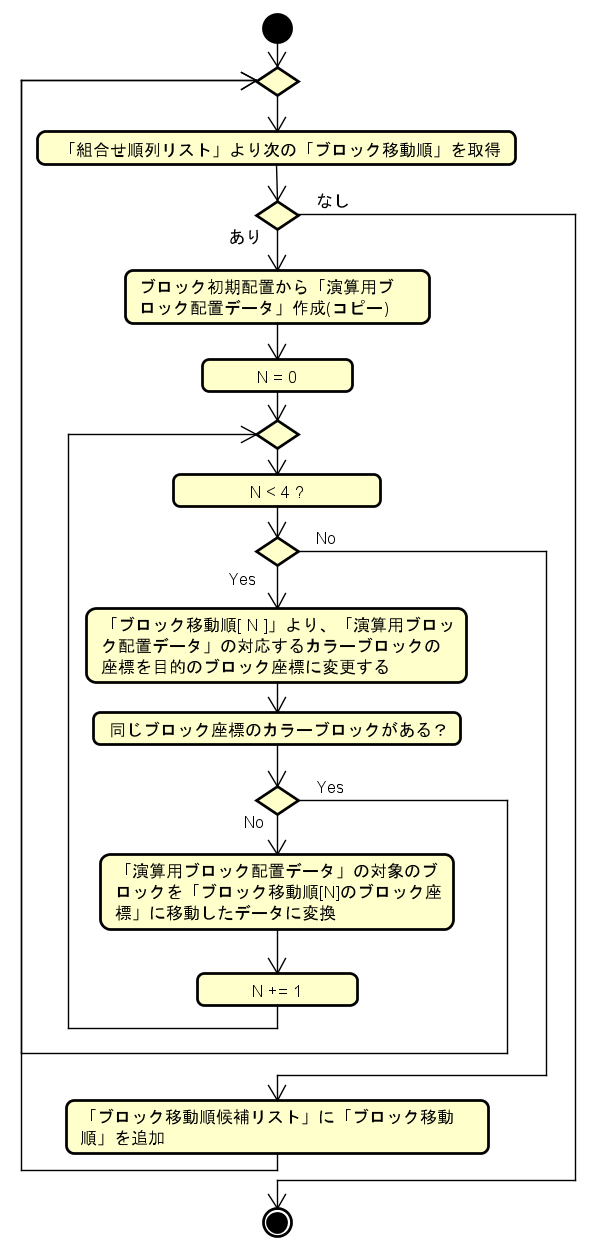 「組合せ順列リスト」より次の「ブロック移動順」を取得
なし
あり
ブロック初期配置から「演算用ブ
ロック配置データ」作成(コピー)
N = 0
N < 4 ?
No
Yes
「ブロック移動順[ N ]」より、「演算用ブロッ
ク配置データ」の対応するカラーブロックの
座標を目的のブロック座標に変更する
同じブロック座標のカラーブロックがある?
Yes
No
「演算用ブロック配置データ」の対象のブ
ロックを「ブロック移動順[N]のブロック座
標」に移動したデータに変換
N += 1
「ブロック移動順候補リスト」に「ブロック移動
順」を追加